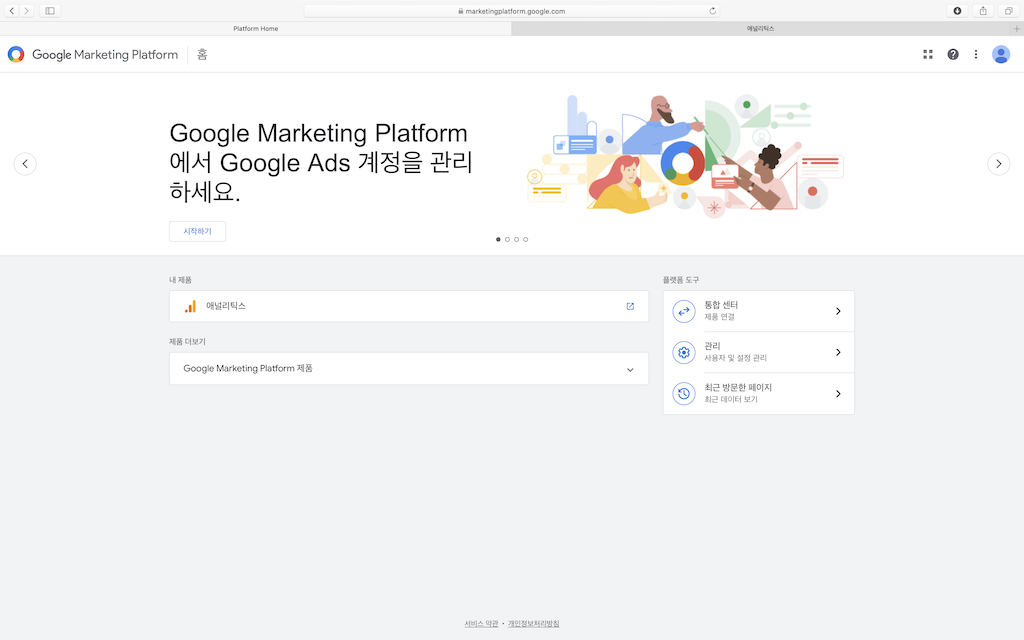 marketingplatform.google.com
Platform Home
애널리틱스
Google Marketing Platform
홈
Google Marketing Platform
에서 Google Ads 계정을 관리
하세요.
시작하기
내 제품
애널리틱스
제품 더보기
Google Marketing Platform 제품
플랫폼 도구
통합 센터
제품 연결
관리
사용자 및 설정 관리
최근 방문한 페이지
최근 데이터 보기
서비스 약관 • 개인정보처리방침